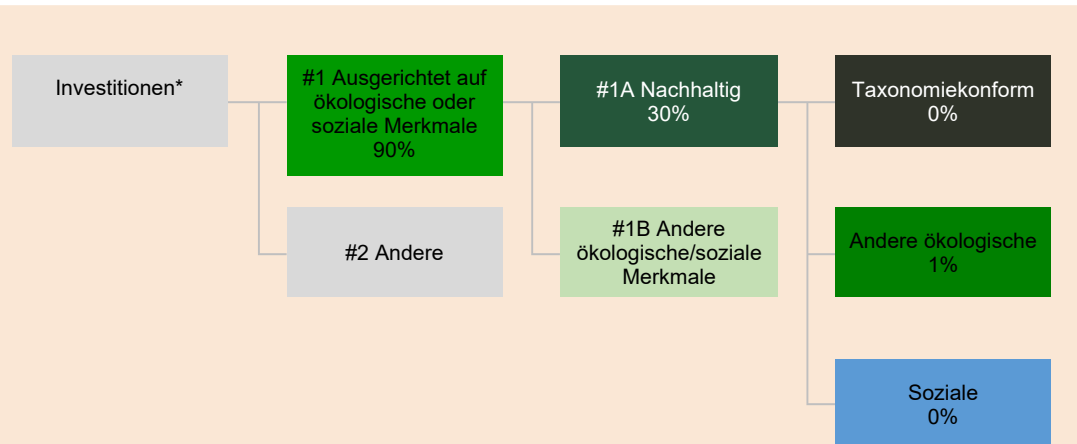 Investitionen*
#1 Ausgerichtet auf
ökologische oder
soziale Merkmale
90%
#1A Nachhaltig
30%
Taxonomiekonform
0%
#2 Andere
#1B Andere
ökologische/soziale
Merkmale
Andere ökologische
1%
Soziale
0%